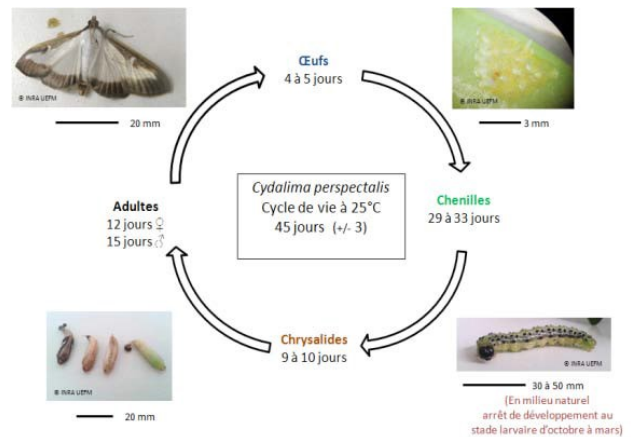 Œufs
4 à 5 jours
© INRA UEFM
20 mm
© INRA UEFM
3 mm
Adultes
12 jours ♀
15 jours ♂
Cydalima perspectalis
Cycle de vie à 25°C
45 jours (+/- 3)
Chenilles
29 à 33 jours
Chrysalides
9 à 10 jours
© INRA UEFM
20 mm
© INRA UEFM
30 à 50 mm
(En milieu naturel
arrêt de développement au
stade larvaire d'octobre à mars)